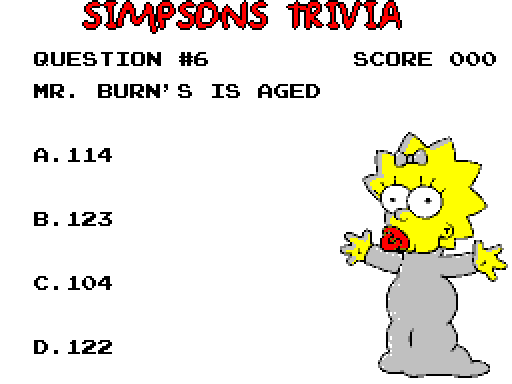 SIMPSONS TRIVIA
QUESTION #6 SCORE 000
MR. BURN'S IS AGED
A.114
B.123
C.104
D.122